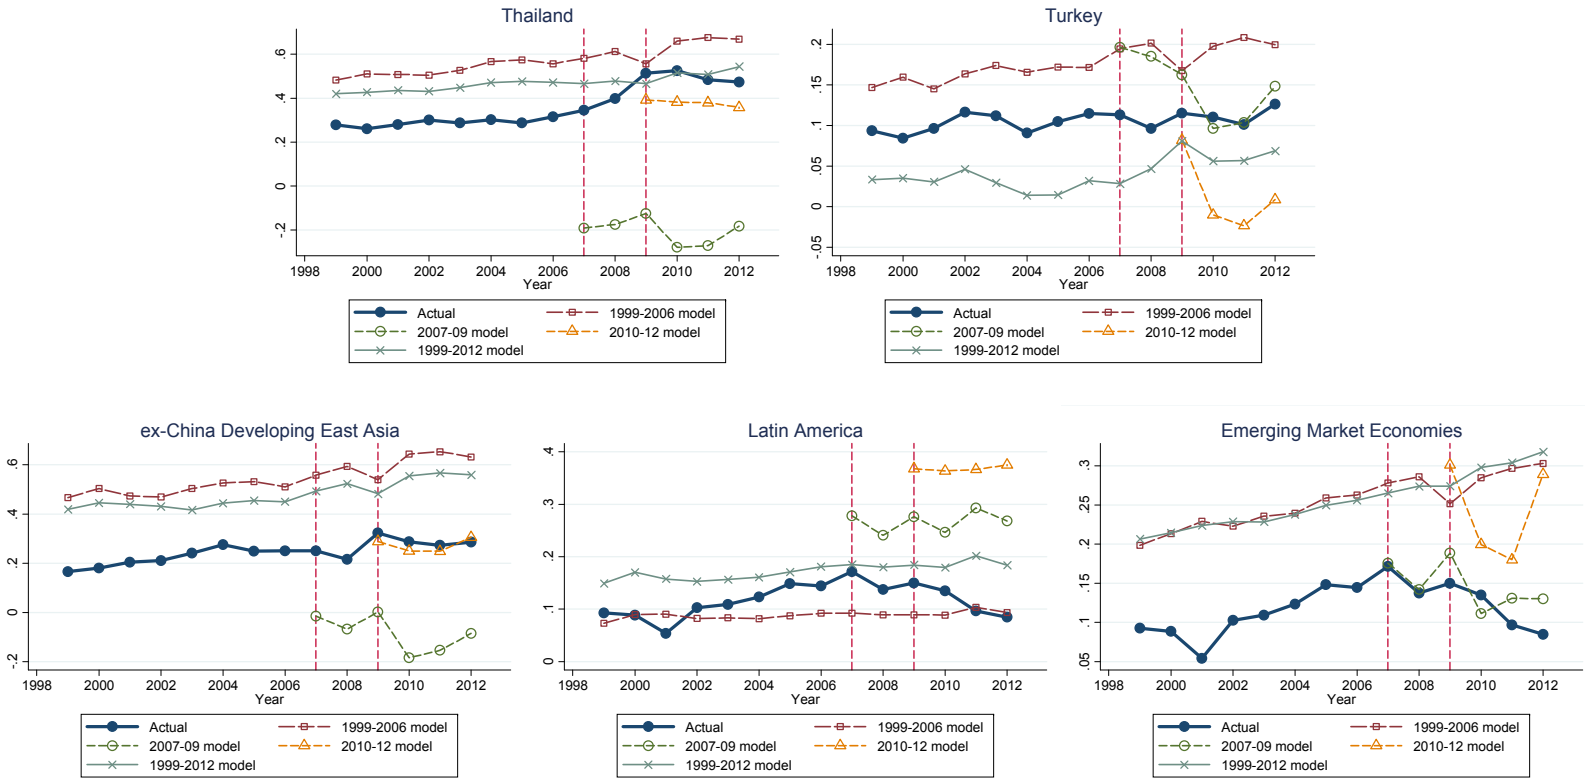 Thailand
.6
.4
.2
0
-.2
1998 2000 2002 2004 2006 2008 2010 2012
Year
Actual 1999-2006 model
2007-09 model 2010-12 model
1999-2012 model
Turkey
.2
.15
.1
.05
0
-.05
1998 2000 2002 2004 2006 2008 2010 2012
Year
Actual 1999-2006 model
2007-09 model 2010-12 model
1999-2012 model
ex-China Developing East Asia
.6
.4
.2
0
-.2
1998 2000 2002 2004 2006 2008 2010 2012
Year
Actual 1999-2006 model
2007-09 model 2010-12 model
1999-2012 model
Latin America
.4
.3
.2
.1
0
1998 2000 2002 2004 2006 2008 2010 2012
Year
Actual 1999-2006 model
2007-09 model 2010-12 model
1999-2012 model
Emerging Market Economies
.3
.25
.2
.15
.1
.05
1998 2000 2002 2004 2006 2008 2010 2012
Year
Actual 1999-2006 model
2007-09 model 2010-12 model
1999-2012 model